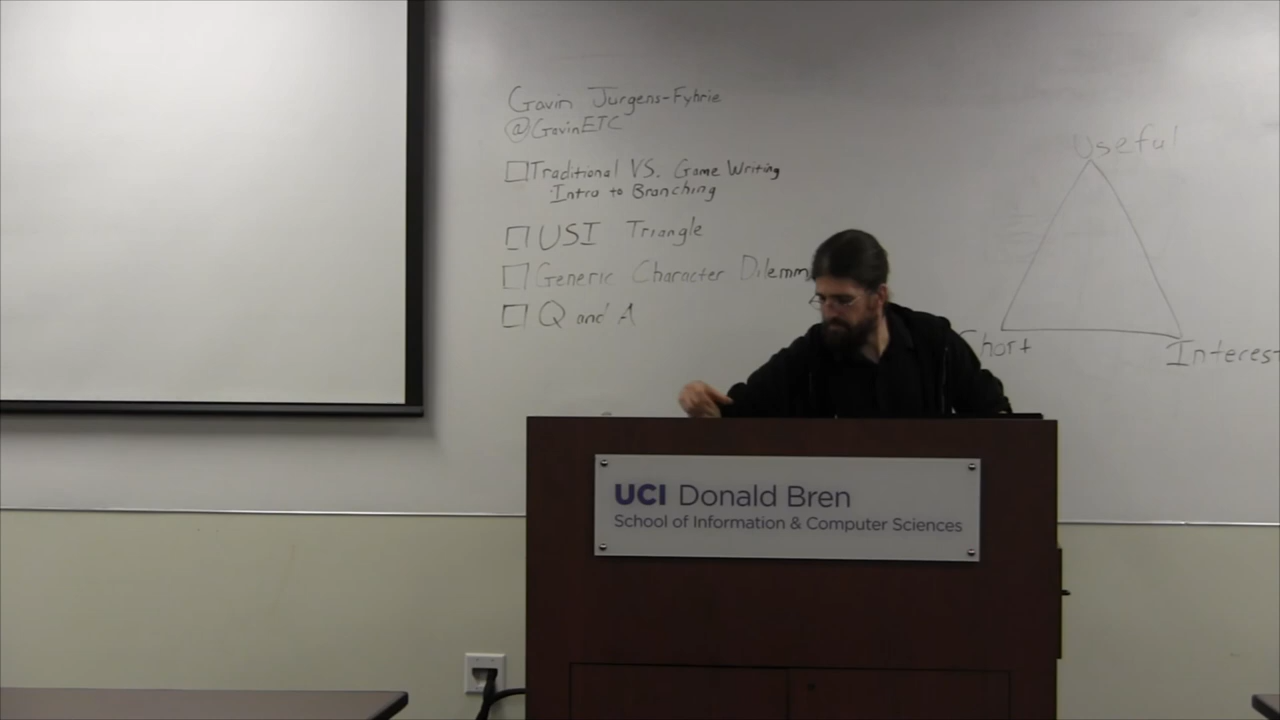 Gavin Jurgens-Fyhrie
@GavinETC
Traditional VS. Game Writing
Intro to Branching
USI Triangle
Generic Character Dilemm
Q and A
Useful
Short
Interest
UCI Donald Bren
School of Information & Computer Sciences